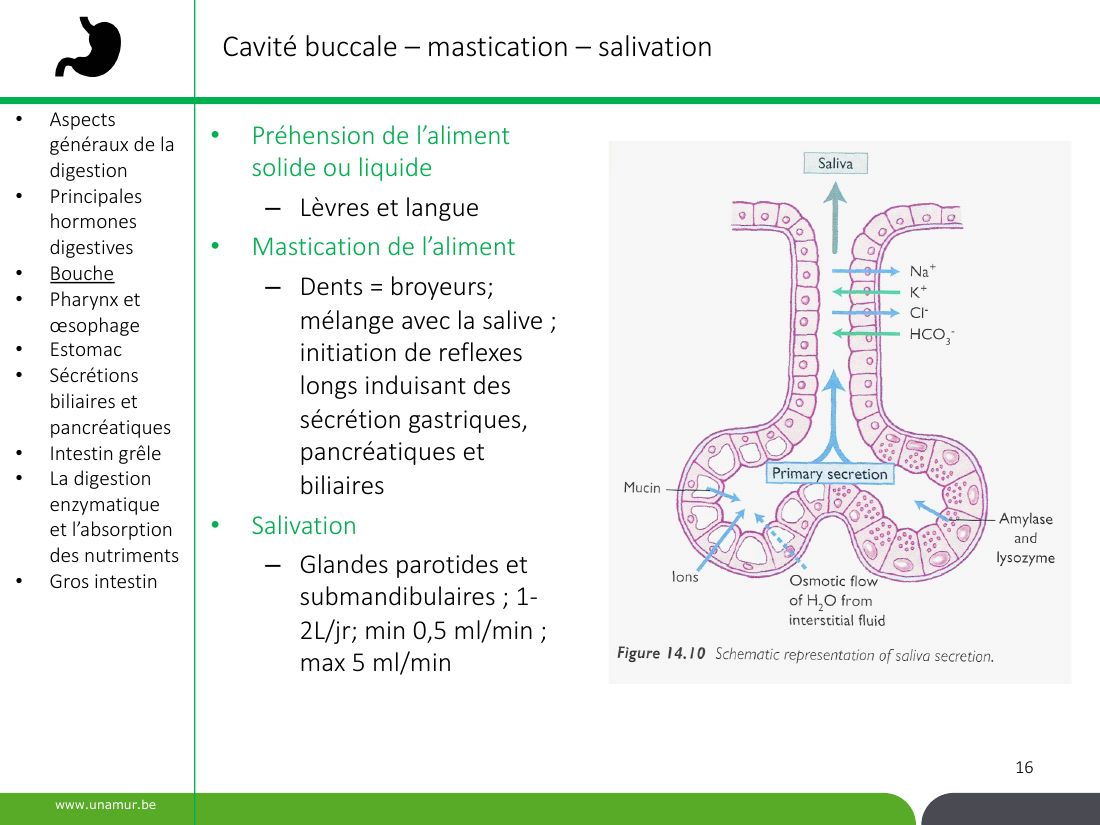 Cavité buccale – mastication – salivation
• Aspects
généraux de la
digestion
• Principales
hormones
digestives
• Bouche
• Pharynx et
œsophage
• Estomac
• Sécrétions
biliaires et
pancréatiques
• Intestin grêle
• La digestion
enzymatique
et l’absorption
des nutriments
• Gros intestin
• Préhension de l’aliment
solide ou liquide
– Lèvres et langue
• Mastication de l’aliment
– Dents = broyeurs;
mélange avec la salive ;
initiation de reflexes
longs induisant des
sécrétion gastriques,
pancréatiques et
biliaires
• Salivation
– Glandes parotides et
submandibulaires ; 1-
2L/jr; min 0,5 ml/min ;
max 5 ml/min
Saliva
Na⁺
K⁺
Cl⁻
HCO₃⁻
Primary secretion
Mucin
Amylase
and
lysozyme
Ions
Osmotic flow
of H₂O from
interstitial fluid
Figure 14.10 Schematic representation of saliva secretion.
16
www.unamur.be